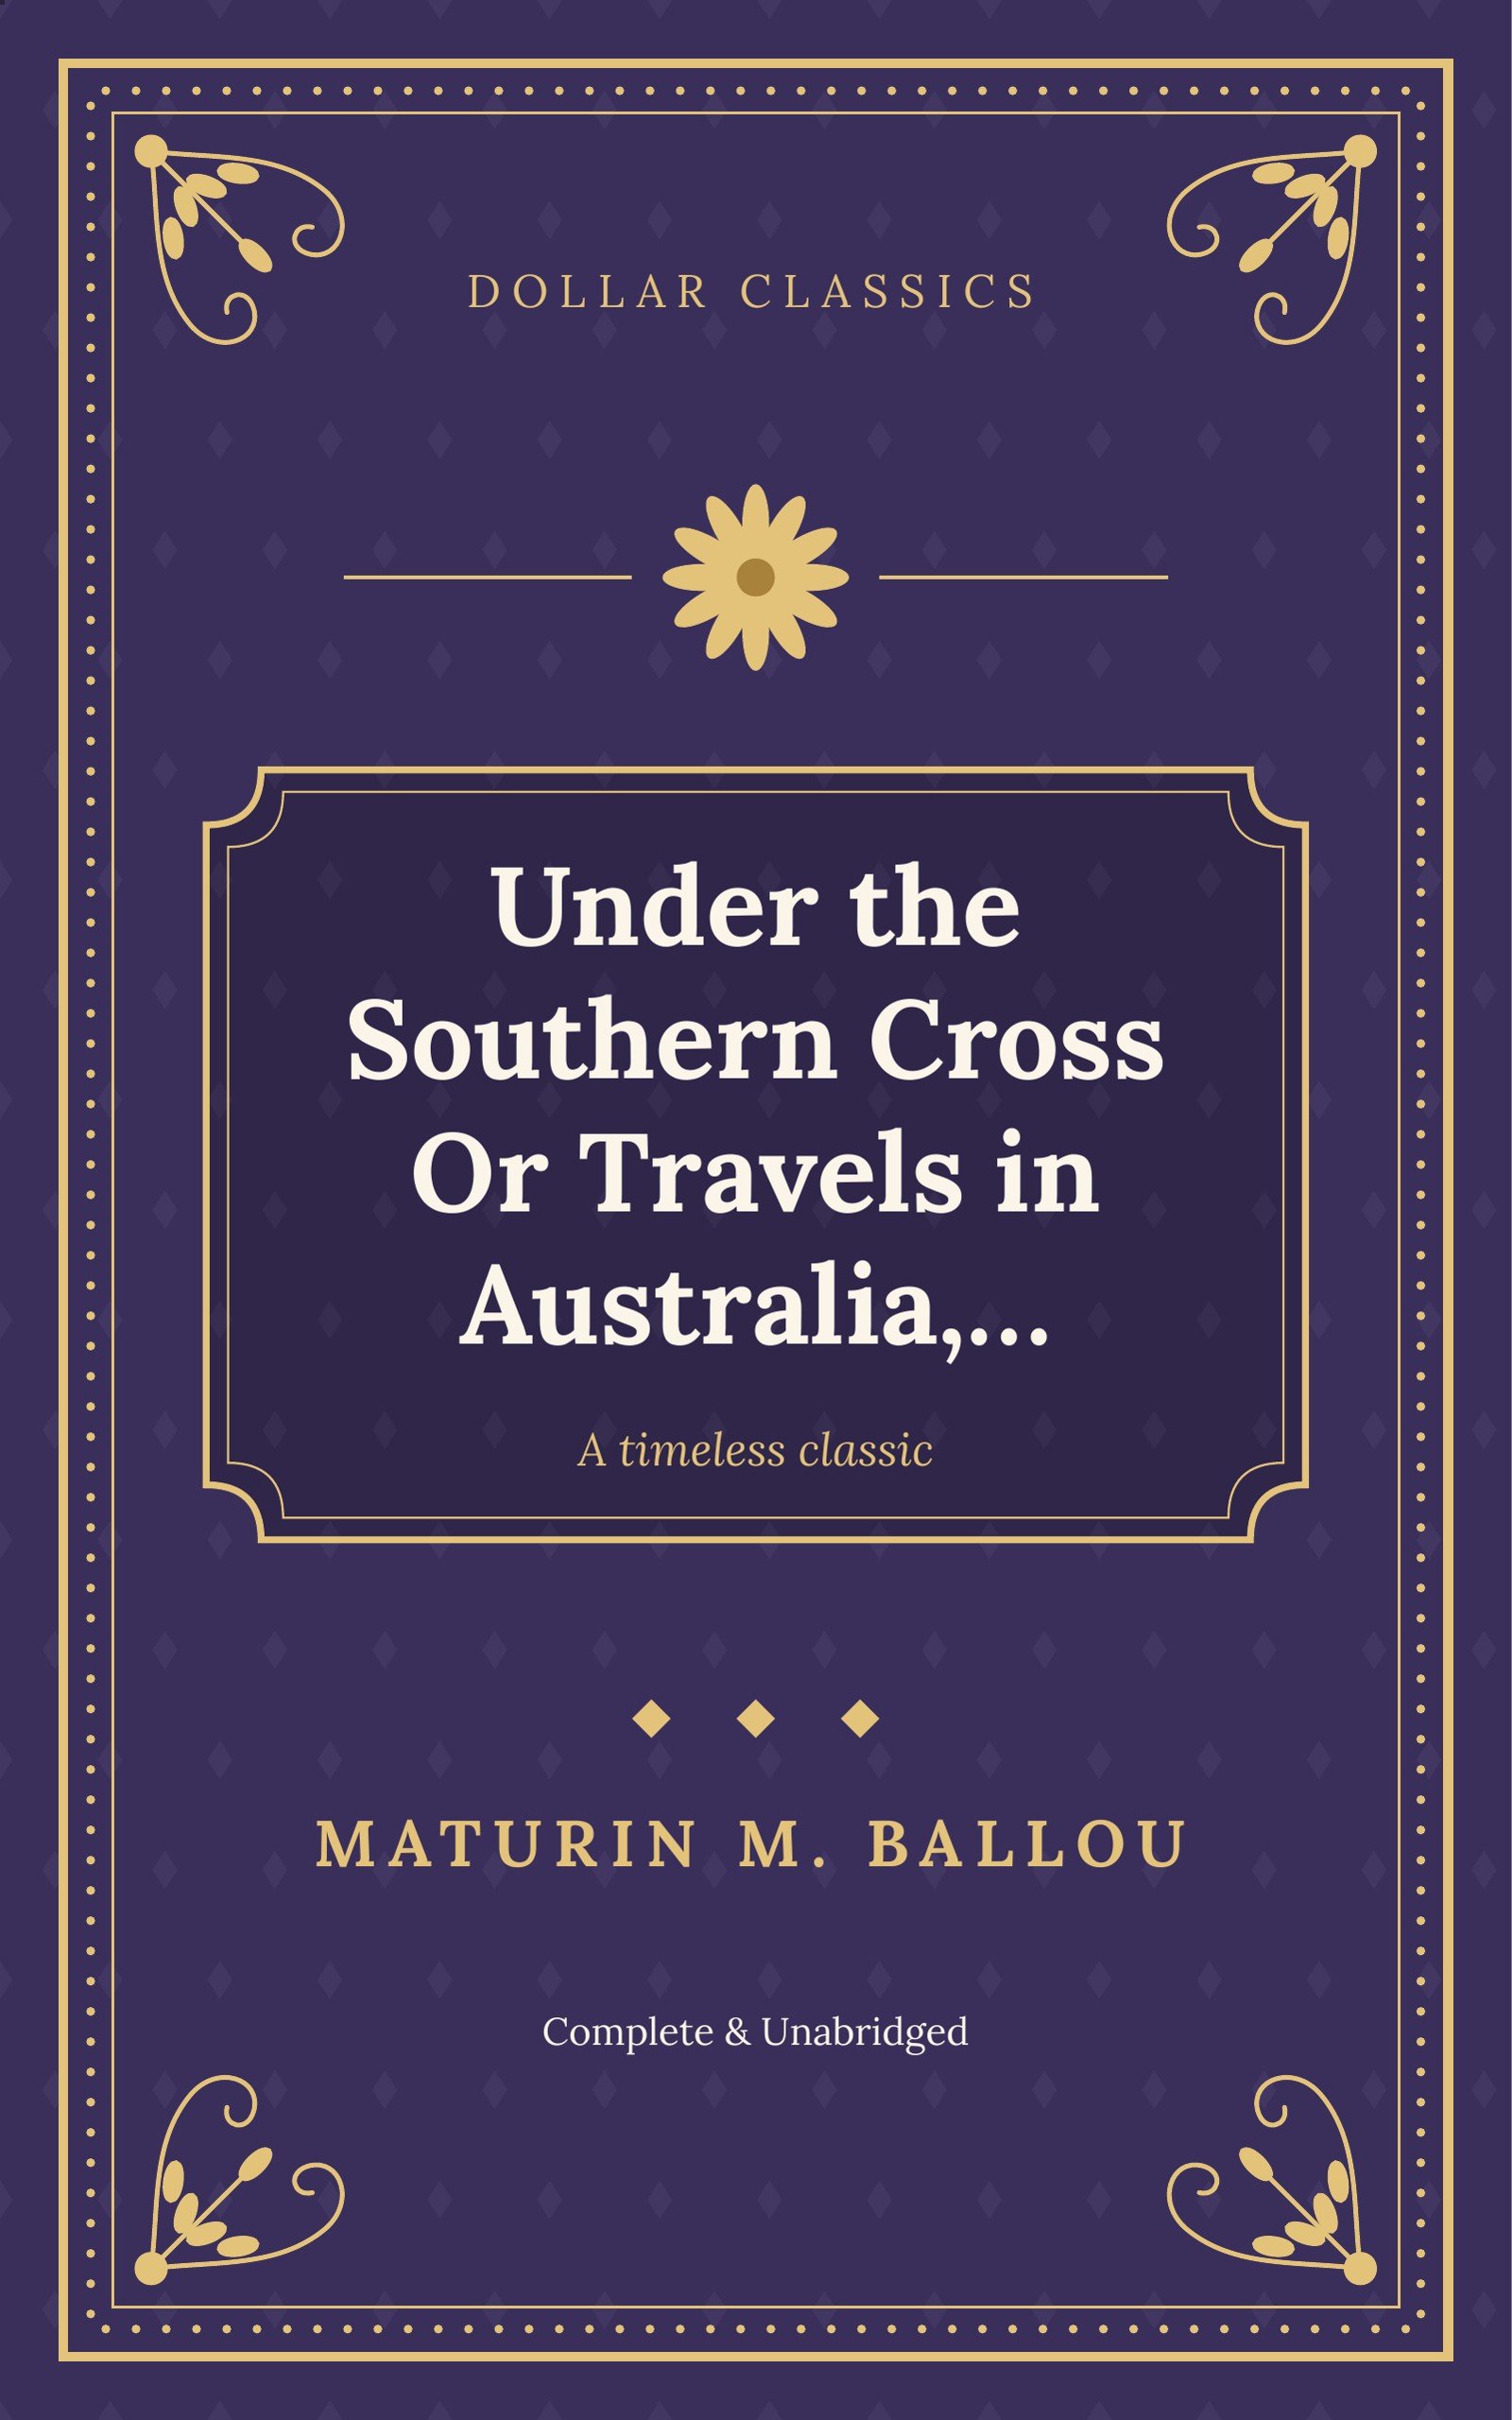 DOLLAR CLASSICS
Under the
Southern Cross
Or Travels in
Australia,...
A timeless classic
MATURIN M. BALLOU
Complete & Unabridged